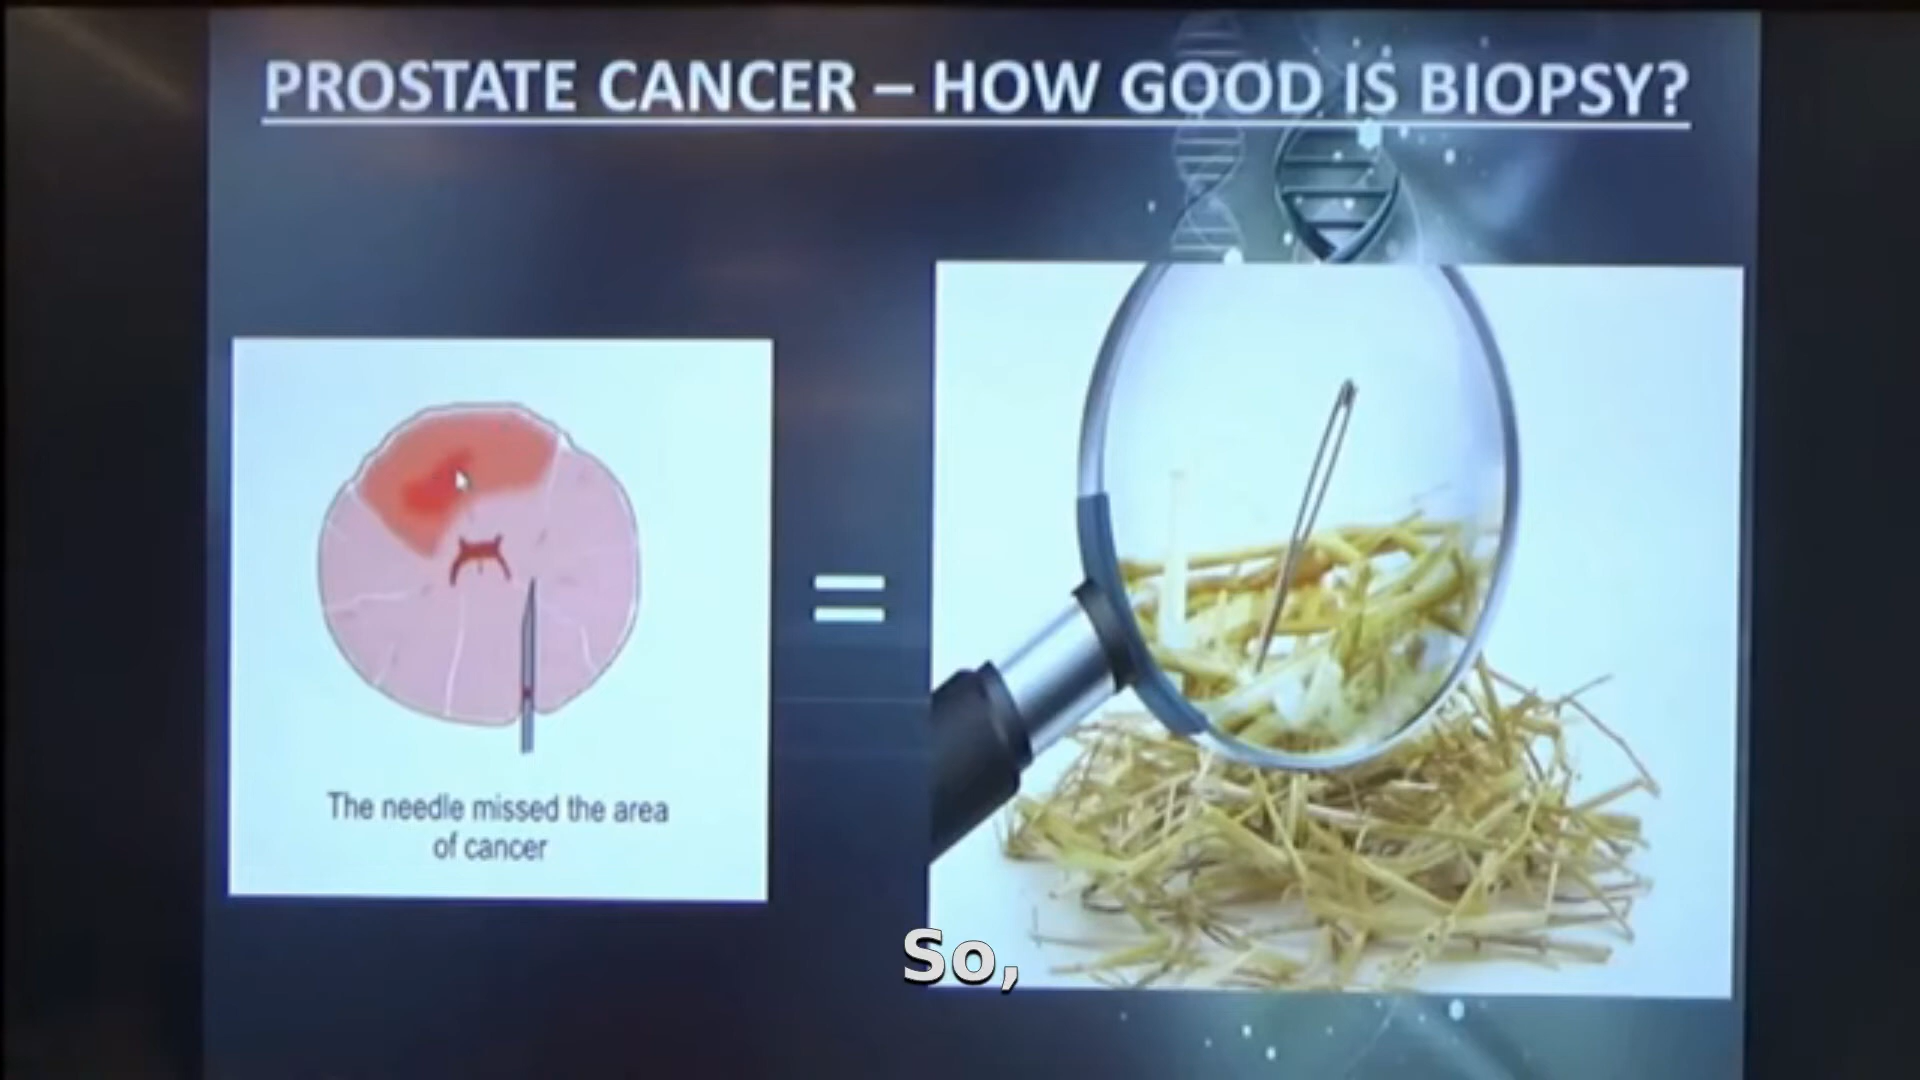 PROSTATE CANCER – HOW GOOD IS BIOPSY?
The needle missed the area
of cancer
=
So,